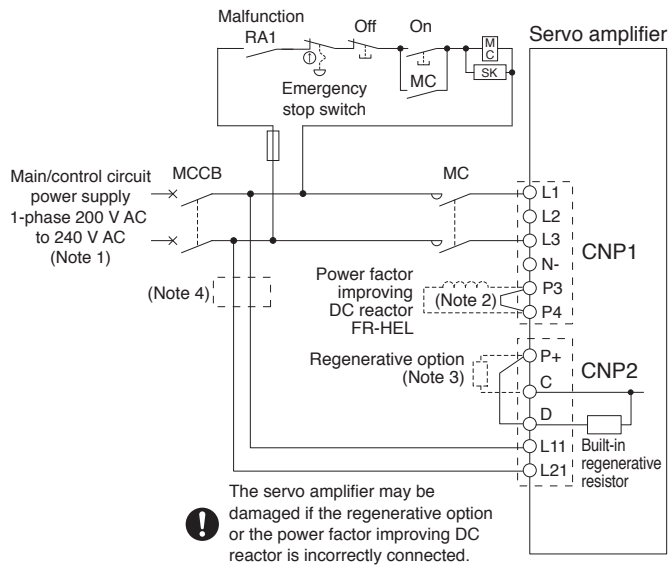 Malfunction
RA1
Off
On
M
C
SK
MC
Emergency
stop switch
Servo amplifier
Main/control circuit
power supply
1-phase 200 V AC
to 240 V AC
(Note 1)
MCCB
MC
L1
L2
L3
N-
P3
P4
CNP1
(Note 4)
Power factor
improving
DC reactor
FR-HEL
(Note 2)
Regenerative option
(Note 3)
P+
C
D
L11
L21
CNP2
Built-in
regenerative
resistor
The servo amplifier may be
damaged if the regenerative option
or the power factor improving DC
reactor is incorrectly connected.